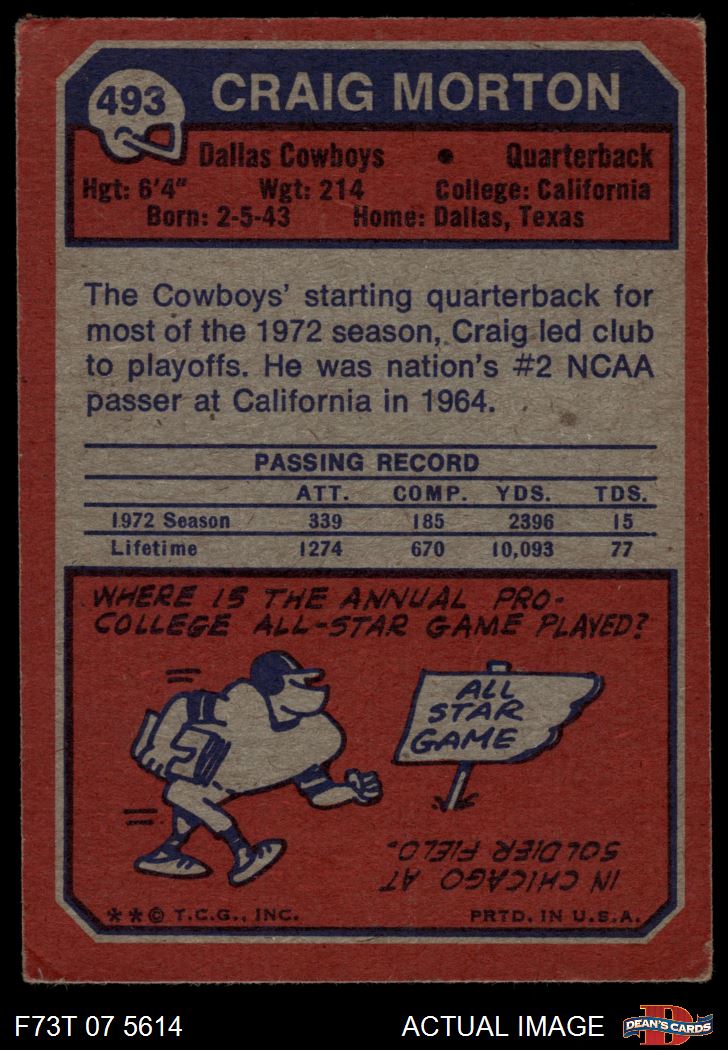 493 CRAIG MORTON
Dallas Cowboys • Quarterback
Hgt: 6'4" Wgt: 214 College: California
Born: 2-5-43 Home: Dallas, Texas
The Cowboys' starting quarterback for
most of the 1972 season, Craig led club
to playoffs. He was nation's #2 NCAA
passer at California in 1964.
PASSING RECORD
ATT. COMP. YDS. TDS.
1972 Season 339 185 2396 15
Lifetime 1274 670 10,093 77
WHERE IS THE ANNUAL PRO-
COLLEGE ALL-STAR GAME PLAYED?
ALL
STAR
GAME
IN CHICAGO AT
SOLDIER FIELD.
**© T.C.G., INC. PRTD. IN U.S.A.
F73T 07 5614 ACTUAL IMAGE D DEAN'S CARDS